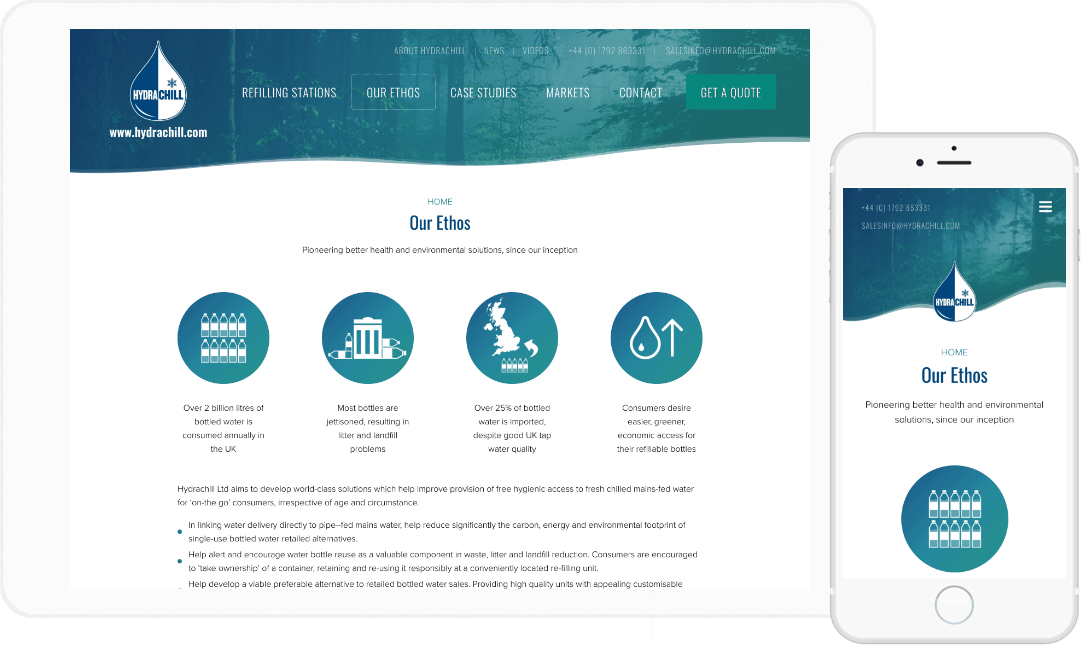 ABOUT HYDRACHILL | NEWS | VIDEOS | +44 (0) 1792 863331 | SALESINFO@HYDRACHILL.COM
HYDRACHILL
www.hydrachill.com
REFILLING STATIONS OUR ETHOS CASE STUDIES MARKETS CONTACT GET A QUOTE
HOME
Our Ethos
Pioneering better health and environmental solutions, since our inception
Over 2 billion litres of
bottled water is
consumed annually in
the UK
Most bottles are
jettisoned, resulting in
litter and landfill
problems
Over 25% of bottled
water is imported,
despite good UK tap
water quality
Consumers desire
easier, greener,
economic access for
their refillable bottles
Hydrachill Ltd aims to develop world-class solutions which help improve provision of free hygienic access to fresh chilled mains-fed water
for ‘on-the go’ consumers, irrespective of age and circumstance.
In linking water delivery directly to pipe–fed mains water, help reduce significantly the carbon, energy and environmental footprint of
single-use bottled water retailed alternatives.
Help alert and encourage water bottle reuse as a valuable component in waste, litter and landfill reduction. Consumers are encouraged
to ‘take ownership’ of a container, retaining and re-using it responsibly at a conveniently located re-filling unit.
Help develop a viable preferable alternative to retailed bottled water sales. Providing high quality units with appealing customisable
+44 (0) 1792 863331
SALESINFO@HYDRACHILL.COM
HYDRACHILL
HOME
Our Ethos
Pioneering better health and environmental
solutions, since our inception